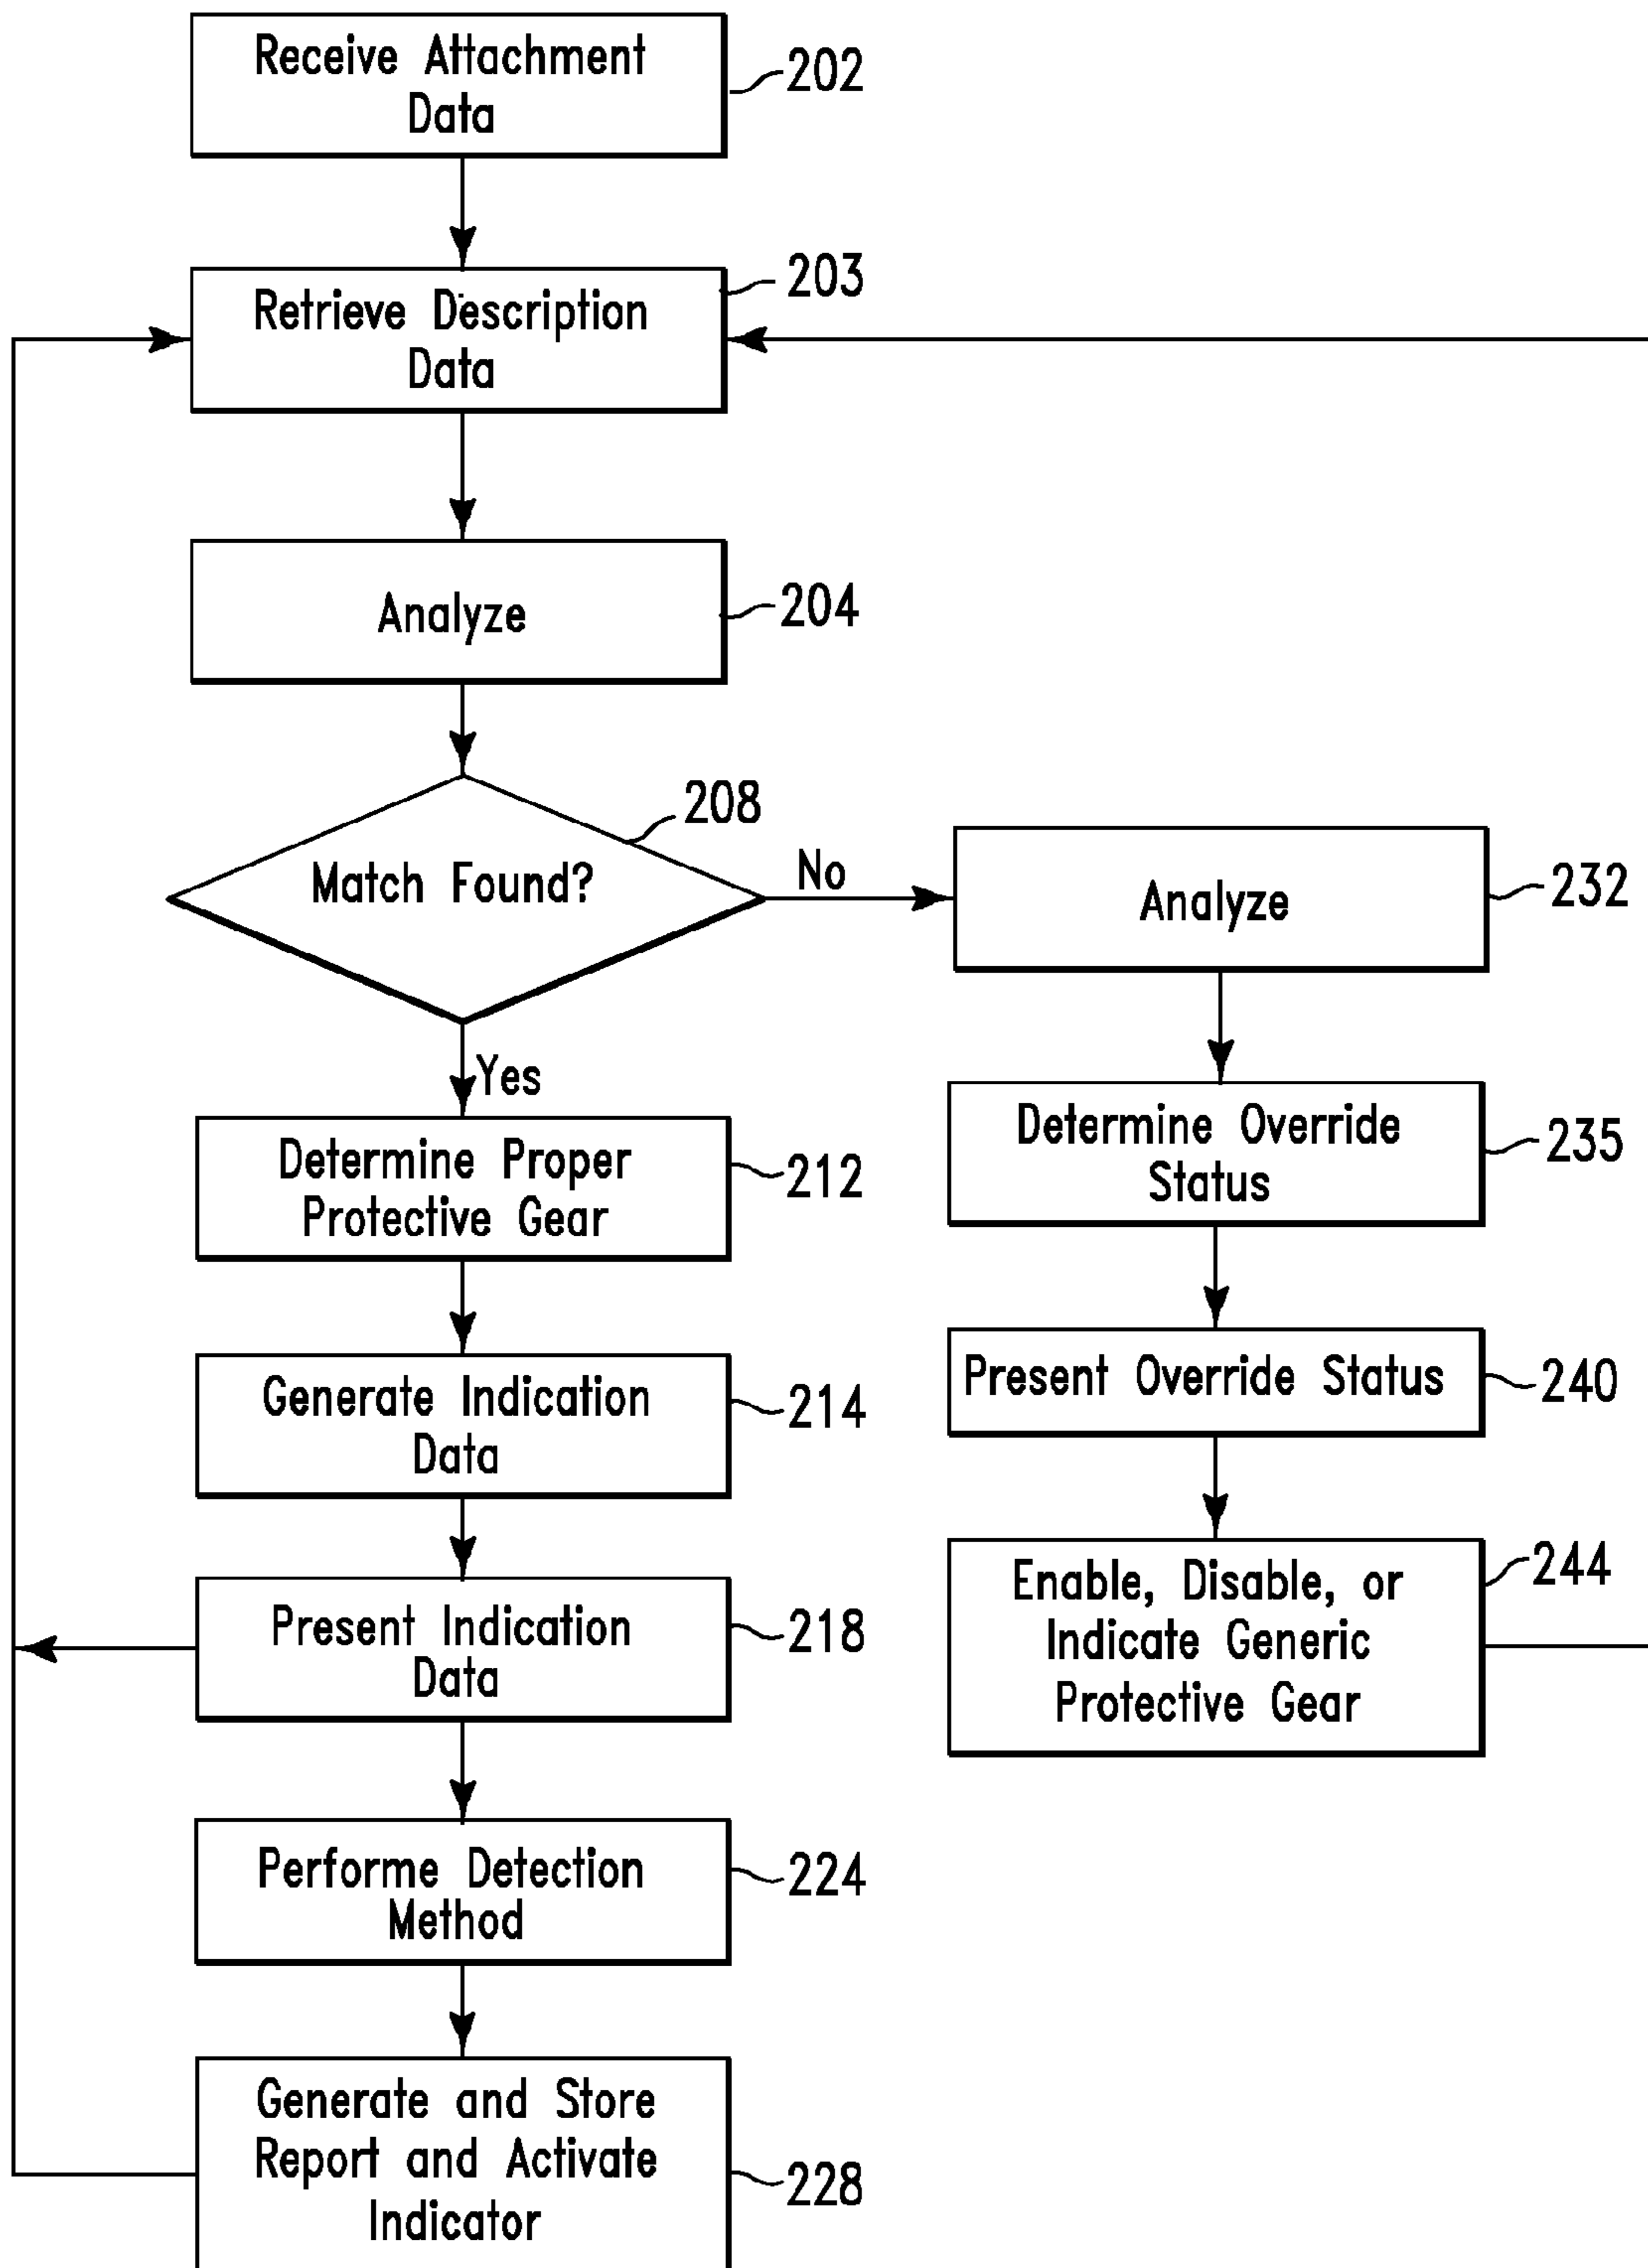 Receive Attachment
Data
202
Retrieve Description
Data
203
Analyze
204
Match Found?
208
No
Yes
Analyze
232
Determine Proper
Protective Gear
212
Determine Override
Status
235
Generate Indication
Data
214
Present Override Status
240
Present Indication
Data
218
Enable, Disable, or
Indicate Generic
Protective Gear
244
Performe Detection
Method
224
Generate and Store
Report and Activate
Indicator
228